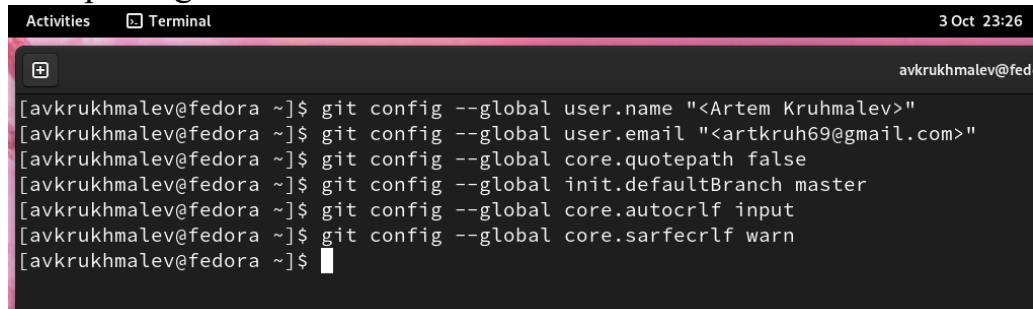 Activities Terminal 3 Oct 23:26
avkrukhmalev@fed
[avkrukhmalev@fedora ~]$ git config --global user.name "<Artem Kruhmalev>"
[avkrukhmalev@fedora ~]$ git config --global user.email "<artkruh69@gmail.com>"
[avkrukhmalev@fedora ~]$ git config --global core.quotepath false
[avkrukhmalev@fedora ~]$ git config --global init.defaultBranch master
[avkrukhmalev@fedora ~]$ git config --global core.autocrlf input
[avkrukhmalev@fedora ~]$ git config --global core.sarfecrlf warn
[avkrukhmalev@fedora ~]$